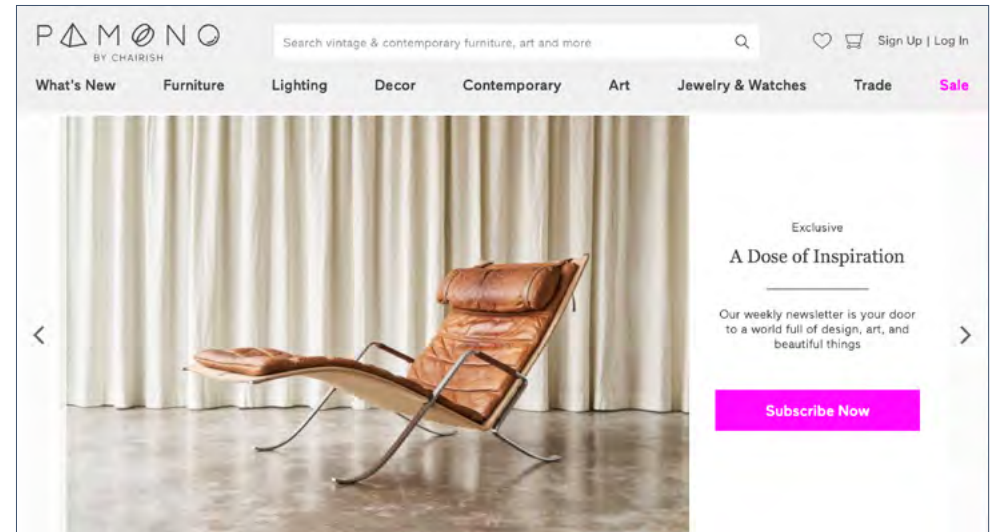 PAMONO
BY CHAIRISH
Search vintage & contemporary furniture, art and more
Sign Up | Log In
What's New Furniture Lighting Decor Contemporary Art Jewelry & Watches Trade Sale
Exclusive
A Dose of Inspiration
Our weekly newsletter is your door
to a world full of design, art, and
beautiful things
Subscribe Now